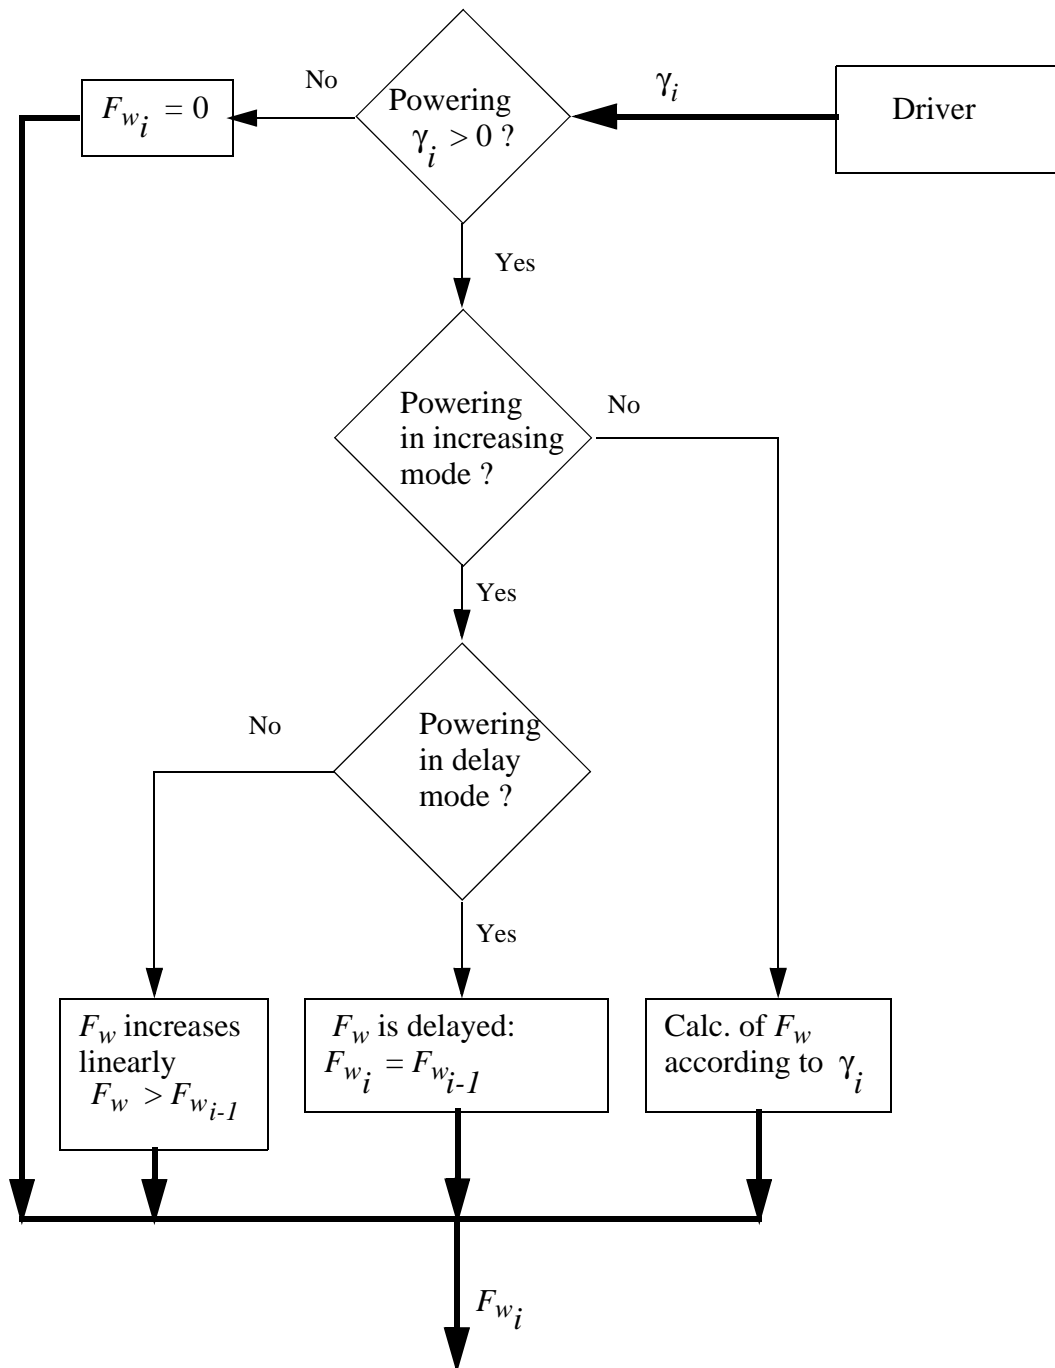 No
γi
Driver
Fwi = 0
Powering
γi > 0 ?
Yes
Powering
in increasing
mode ?
No
Yes
No
Powering
in delay
mode ?
Yes
Fw increases
linearly
Fw > Fwi-1
Fw is delayed:
Fwi = Fwi-1
Calc. of Fw
according to γi
Fwi